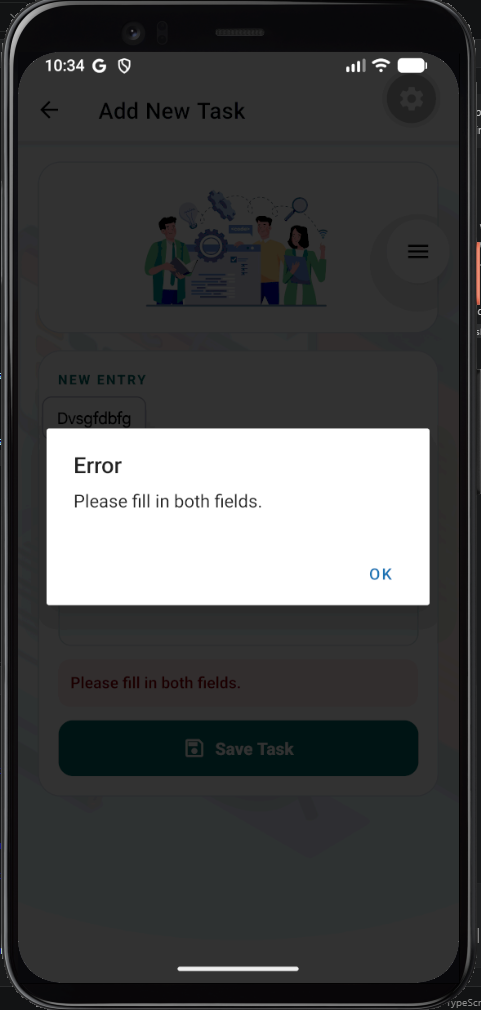 10:34 G
Add New Task
NEW ENTRY
Dvsgfdbfg
Error
Please fill in both fields.
OK
Please fill in both fields.
Save Task
TypeScr